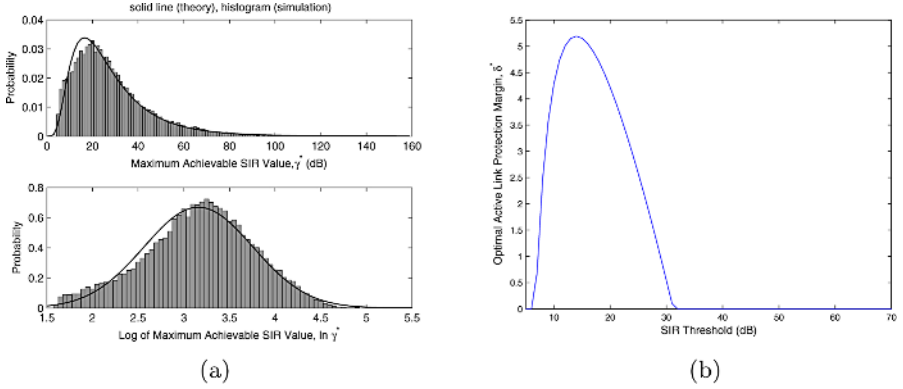 solid line (theory), histogram (simulation)
0.04
0.03
0.02
0.01
0
Probability
0 20 40 60 80 100 120 140 160
Maximum Achievable SIR Value, γ* (dB)
0.8
0.6
0.4
0.2
0
Probability
1.5 2 2.5 3 3.5 4 4.5 5 5.5
Log of Maximum Achievable SIR Value, ln γ*
(a)
5.5
5
4.5
4
3.5
3
2.5
2
1.5
1
0.5
0
Optimal Active Link Protection Margin, δ*
10 20 30 40 50 60 70
SIR Threshold (dB)
(b)